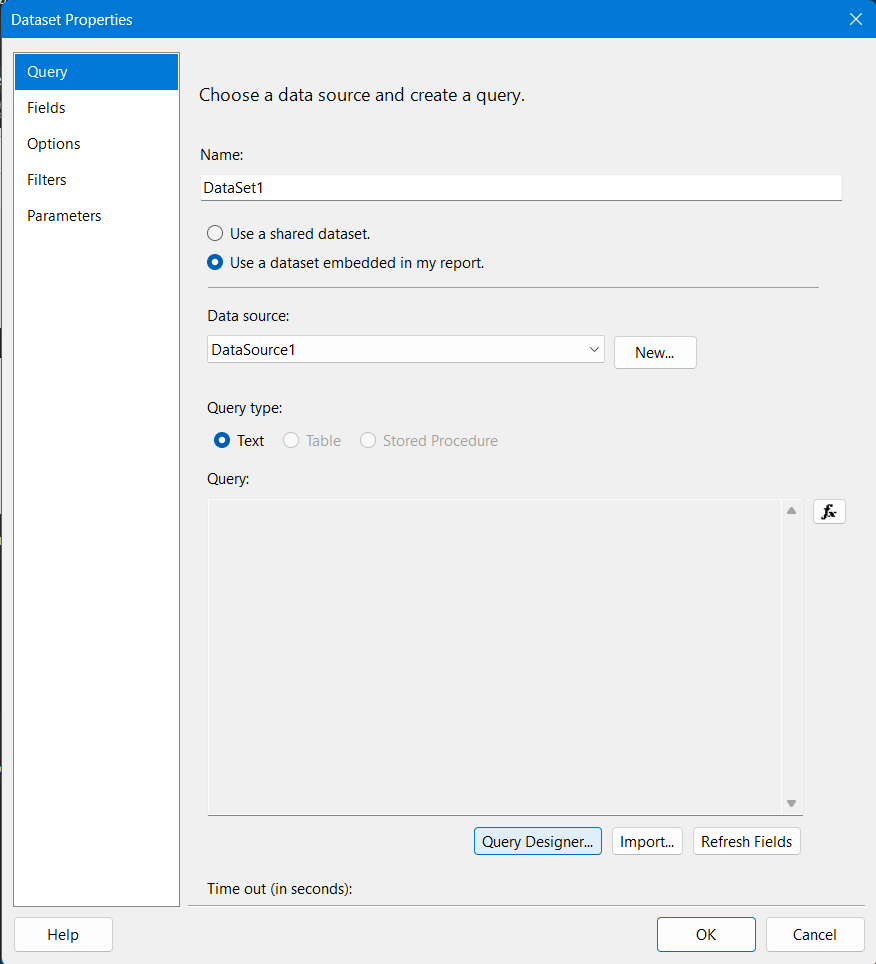 Dataset Properties
Query
Fields
Options
Filters
Parameters
Choose a data source and create a query.
Name:
DataSet1
Use a shared dataset.
Use a dataset embedded in my report.
Data source:
DataSource1
New...
Query type:
Text
Table
Stored Procedure
Query:
fx
Query Designer...
Import...
Refresh Fields
Time out (in seconds):
Help
OK
Cancel